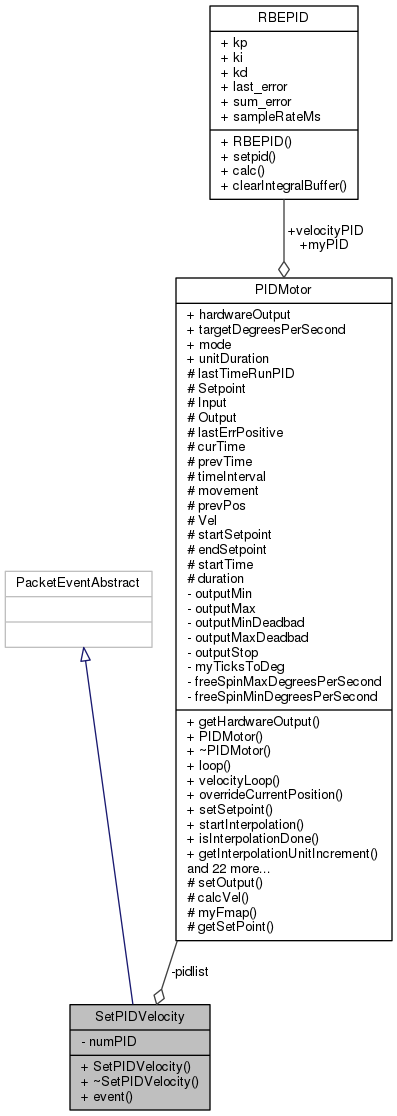 RBEPID
+ kp
+ ki
+ kd
+ last_error
+ sum_error
+ sampleRateMs
+ RBEPID()
+ setpid()
+ calc()
+ clearIntegralBuffer()
+velocityPID
+myPID
PIDMotor
+ hardwareOutput
+ targetDegreesPerSecond
+ mode
+ unitDuration
# lastTimeRunPID
# Setpoint
# Input
# Output
# lastErrPositive
# curTime
# prevTime
# timeInterval
# movement
# prevPos
# Vel
# startSetpoint
# endSetpoint
# startTime
# duration
- outputMin
- outputMax
- outputMinDeadbad
- outputMaxDeadbad
- outputStop
- myTicksToDeg
- freeSpinMaxDegreesPerSecond
- freeSpinMinDegreesPerSecond
+ getHardwareOutput()
+ PIDMotor()
+ ~PIDMotor()
+ loop()
+ velocityLoop()
+ overrideCurrentPosition()
+ setSetpoint()
+ startInterpolation()
+ isInterpolationDone()
+ getInterpolationUnitIncrement()
and 22 more...
# setOutput()
# calcVel()
# myFmap()
# getSetPoint()
PacketEventAbstract
-pidlist
SetPIDVelocity
- numPID
+ SetPIDVelocity()
+ ~SetPIDVelocity()
+ event()